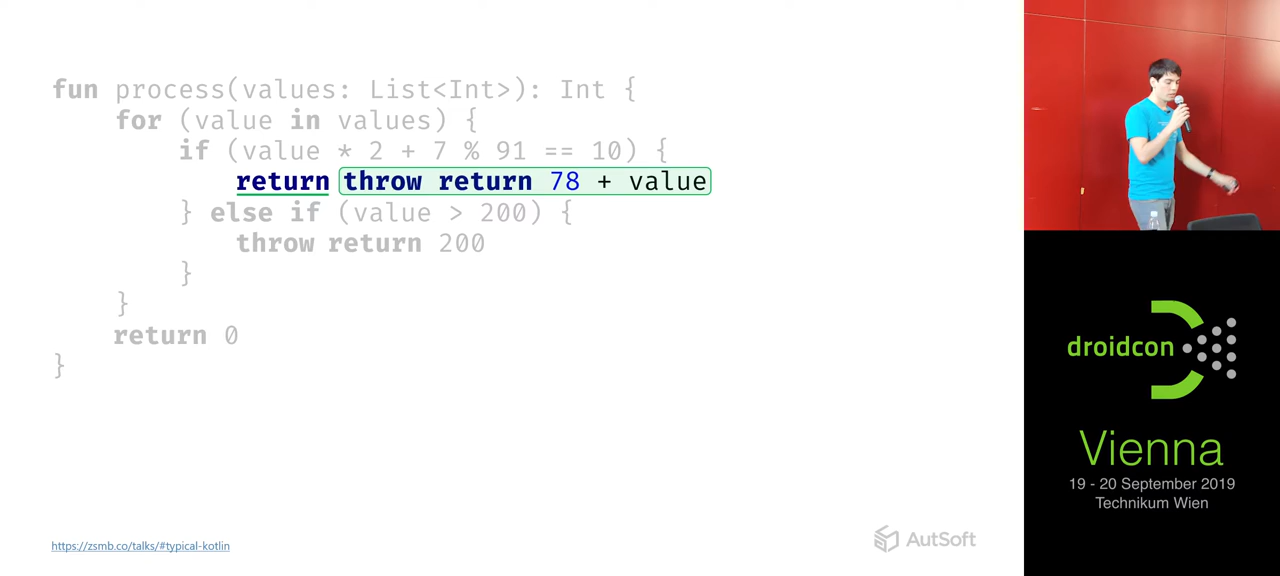 fun process(values: List<Int>): Int {
for (value in values) {
if (value * 2 + 7 % 91 == 10) {
return throw return 78 + value
} else if (value > 200) {
throw return 200
}
}
return 0
}
https://zsmb.co/talks/#typical-kotlin
AutSoft
droidcon
Vienna
19 - 20 September 2019
Technikum Wien